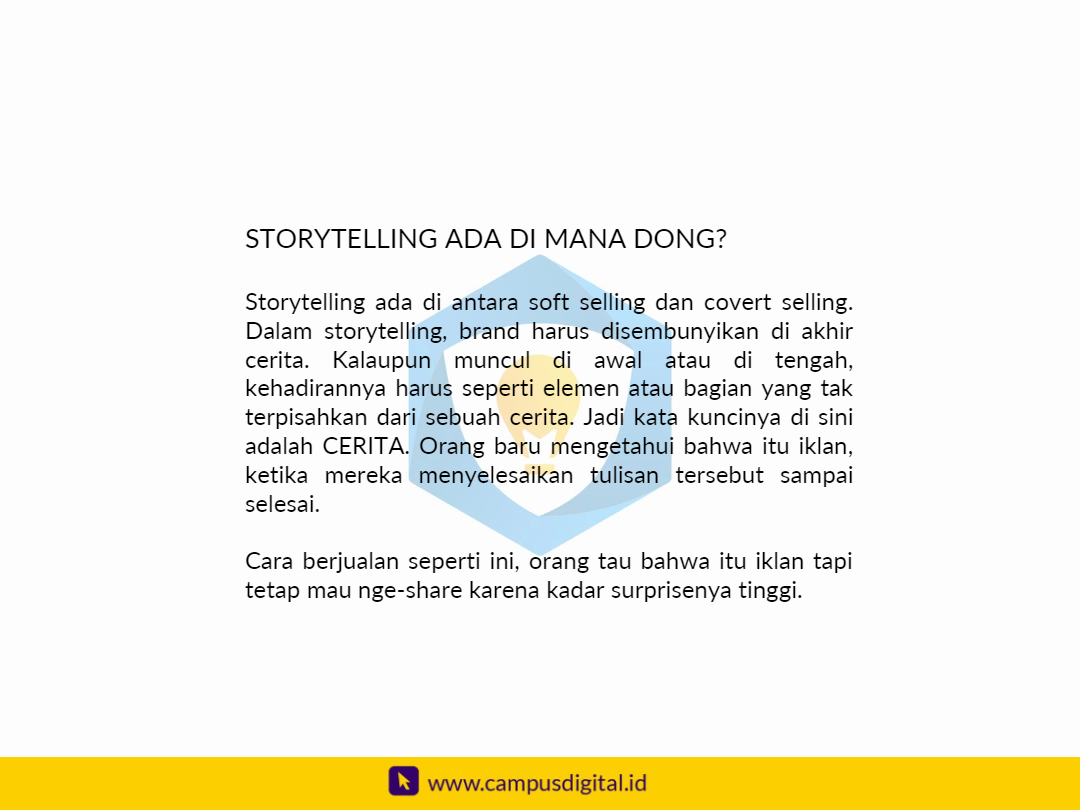 STORYTELLING ADA DI MANA DONG?
Storytelling ada di antara soft selling dan covert selling.
Dalam storytelling, brand harus disembunyikan di akhir
cerita. Kalaupun muncul di awal atau di tengah,
kehadirannya harus seperti elemen atau bagian yang tak
terpisahkan dari sebuah cerita. Jadi kata kuncinya di sini
adalah CERITA. Orang baru mengetahui bahwa itu iklan,
ketika mereka menyelesaikan tulisan tersebut sampai
selesai.
Cara berjualan seperti ini, orang tau bahwa itu iklan tapi
tetap mau nge-share karena kadar surprisenya tinggi.
www.campusdigital.id